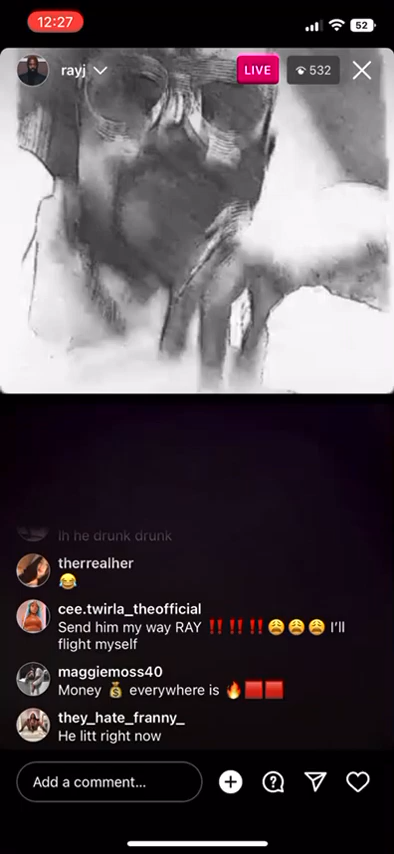 12:27
52
rayj
LIVE
532
Ih he drunk drunk
therrealher
😂
cee.twirla_theofficial
Send him my way RAY ‼️‼️‼️😩😩😩 I'll
flight myself
maggiemoss40
Money 💰 everywhere is 🔥🟥🟥
they_hate_franny_
He litt right now
Add a comment...